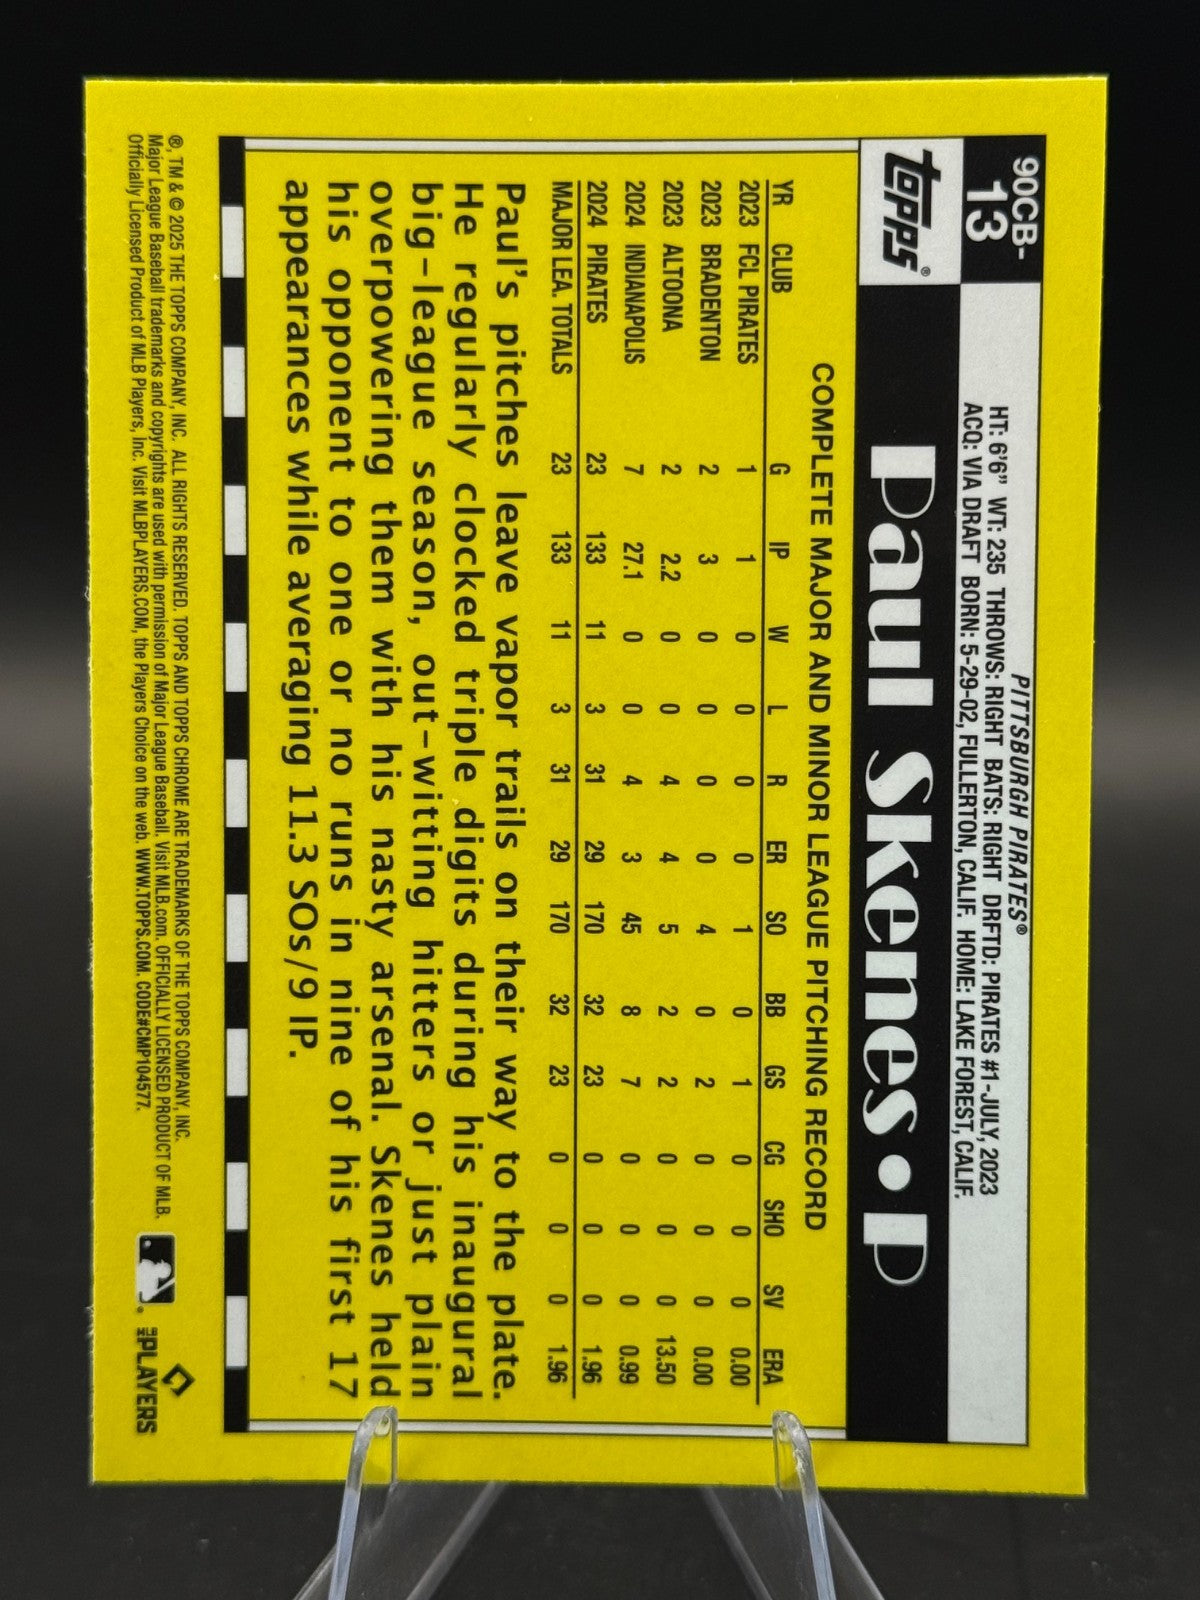 90CB-
13
topps®
PITTSBURGH PIRATES®
HT: 6'6" WT: 235 THROWS: RIGHT BATS: RIGHT DRFTD: PIRATES #1-JULY, 2023
ACQ: VIA DRAFT BORN: 5-29-02, FULLERTON, CALIF. HOME: LAKE FOREST, CALIF.
Paul Skenes • P
COMPLETE MAJOR AND MINOR LEAGUE PITCHING RECORD
YR CLUB G IP W L R ER SO BB GS CG SHO SV ERA
2023 FCL PIRATES 1 1 0 0 0 0 1 0 1 0 0 0 0.00
2023 BRADENTON 2 3 0 0 0 0 4 0 2 0 0 0 0.00
2023 ALTOONA 2 2.2 0 0 4 4 5 2 2 0 0 0 13.50
2024 INDIANAPOLIS 7 27.1 0 0 4 3 45 8 7 0 0 0 0.99
2024 PIRATES 23 133 11 3 31 29 170 32 23 0 0 0 1.96
MAJOR LEA. TOTALS 23 133 11 3 31 29 170 32 23 0 0 0 1.96
Paul's pitches leave vapor trails on their way to the plate.
He regularly clocked triple digits during his inaugural
big-league season, out-witting hitters or just plain
overpowering them with his nasty arsenal. Skenes held
his opponent to one or no runs in nine of his first 17
appearances while averaging 11.3 SOs/9 IP.
®, TM & © 2025 THE TOPPS COMPANY, INC. ALL RIGHTS RESERVED. TOPPS AND TOPPS CHROME ARE TRADEMARKS OF THE TOPPS COMPANY, INC.
Major League Baseball trademarks and copyrights are used with permission of Major League Baseball. Visit MLB.com. OFFICIALLY LICENSED PRODUCT OF MLB.
Officially Licensed Product of MLB Players, Inc. Visit MLBPLAYERS.COM, the Players Choice on the web. WWW.TOPPS.COM. CODE#CMP104577.
MLB PLAYERS